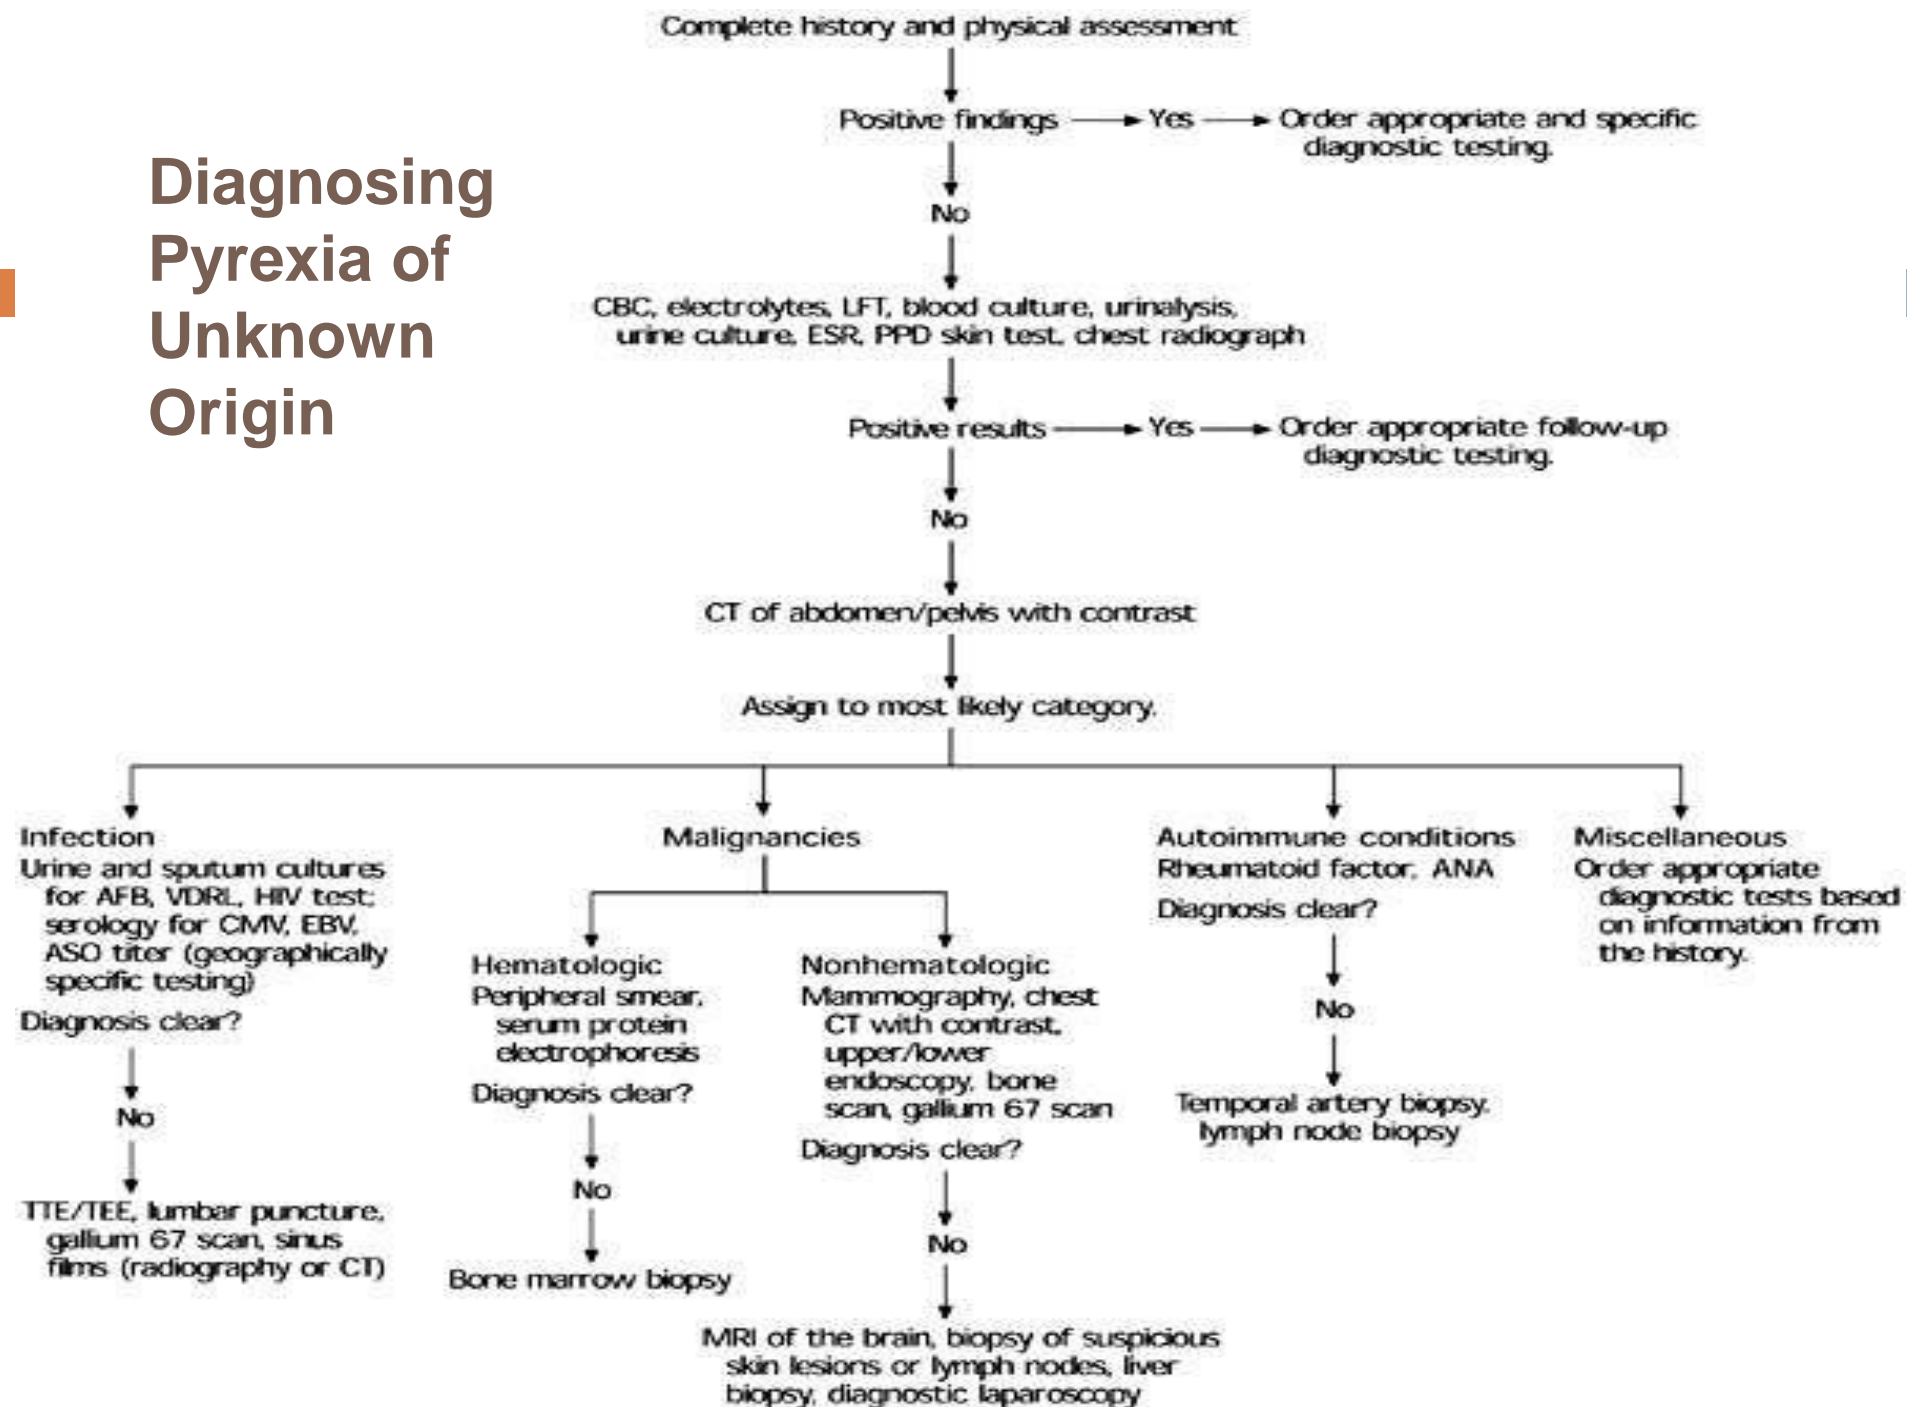 Diagnosing
Pyrexia of
Unknown
Origin
Complete history and physical assessment
Positive findings
Yes
Order appropriate and specific
diagnostic testing.
No
CBC, electrolytes, LFT, blood culture, urinalysis,
urine culture, ESR, PPD skin test, chest radiograph
Positive results
Yes
Order appropriate follow-up
diagnostic testing.
No
CT of abdomen/pelvis with contrast
Assign to most likely category.
Infection
Urine and sputum cultures
for AFB, VDRL, HIV test;
serology for CMV, EBV,
ASO titer (geographically
specific testing)
Diagnosis clear?
No
TTE/TEE, lumbar puncture,
gallium 67 scan, sinus
films (radiography or CT)
Malignancies
Hematologic
Peripheral smear,
serum protein
electrophoresis
Diagnosis clear?
No
Bone marrow biopsy
Nonhematologic
Mammography, chest
CT with contrast,
upper/lower
endoscopy, bone
scan, gallium 67 scan
Diagnosis clear?
No
MRI of the brain, biopsy of suspicious
skin lesions or lymph nodes, liver
biopsy, diagnostic laparoscopy
Autoimmune conditions
Rheumatoid factor, ANA
Diagnosis clear?
No
Temporal artery biopsy,
lymph node biopsy
Miscellaneous
Order appropriate
diagnostic tests based
on information from
the history.